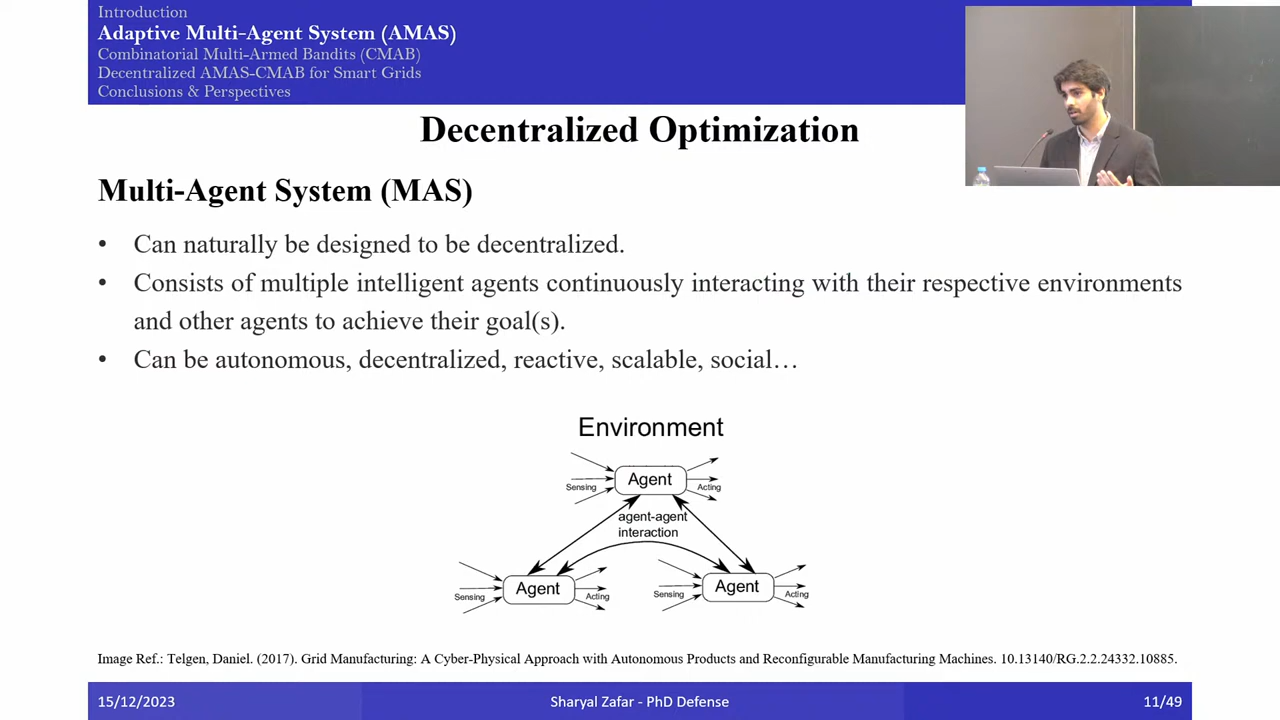 Introduction
Adaptive Multi-Agent System (AMAS)
Combinatorial Multi-Armed Bandits (CMAB)
Decentralized AMAS-CMAB for Smart Grids
Conclusions & Perspectives
Decentralized Optimization
Multi-Agent System (MAS)
• Can naturally be designed to be decentralized.
• Consists of multiple intelligent agents continuously interacting with their respective environments
and other agents to achieve their goal(s).
• Can be autonomous, decentralized, reactive, scalable, social…
Environment
Agent
Sensing
Acting
agent-agent
interaction
Agent
Sensing
Acting
Agent
Sensing
Acting
Image Ref.: Telgen, Daniel. (2017). Grid Manufacturing: A Cyber-Physical Approach with Autonomous Products and Reconfigurable Manufacturing Machines. 10.13140/RG.2.2.24332.10885.
15/12/2023
Sharyal Zafar - PhD Defense
11/49